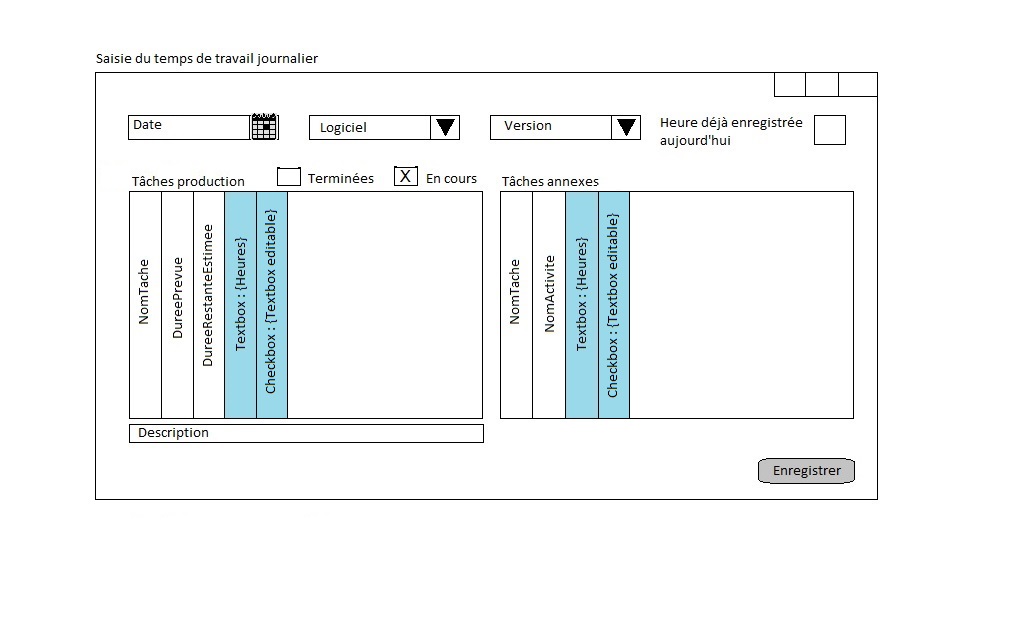 Saisie du temps de travail journalier
Date
Logiciel
Version
Heure déjà enregistrée
aujourd'hui
Tâches production
Terminées
X
En cours
Tâches annexes
NomTache
DureePrevue
DureeRestanteEstimee
Textbox : {Heures}
Checkbox : {Textbox editable}
NomTache
NomActivite
Textbox : {Heures}
Checkbox : {Textbox editable}
Description
Enregistrer